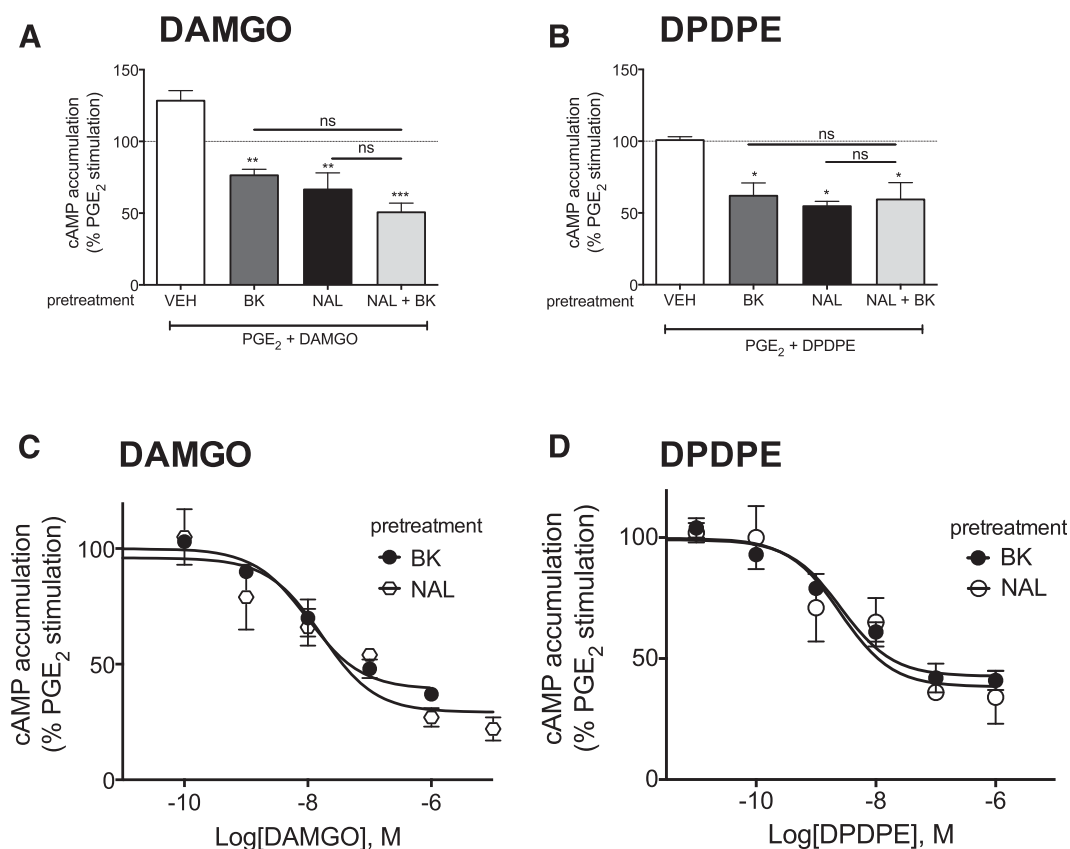 A
DAMGO
cAMP accumulation
(% PGE2 stimulation)
150
100
50
0
ns
ns
**
**
***
pretreatment
VEH
BK
NAL
NAL + BK
PGE2 + DAMGO
B
DPDPE
cAMP accumulation
(% PGE2 stimulation)
150
100
50
0
ns
ns
*
*
*
pretreatment
VEH
BK
NAL
NAL + BK
PGE2 + DPDPE
C
DAMGO
cAMP accumulation
(% PGE2 stimulation)
100
50
0
pretreatment
BK
NAL
-10
-8
-6
Log[DAMGO], M
D
DPDPE
cAMP accumulation
(% PGE2 stimulation)
100
50
0
pretreatment
BK
NAL
-10
-8
-6
Log[DPDPE], M